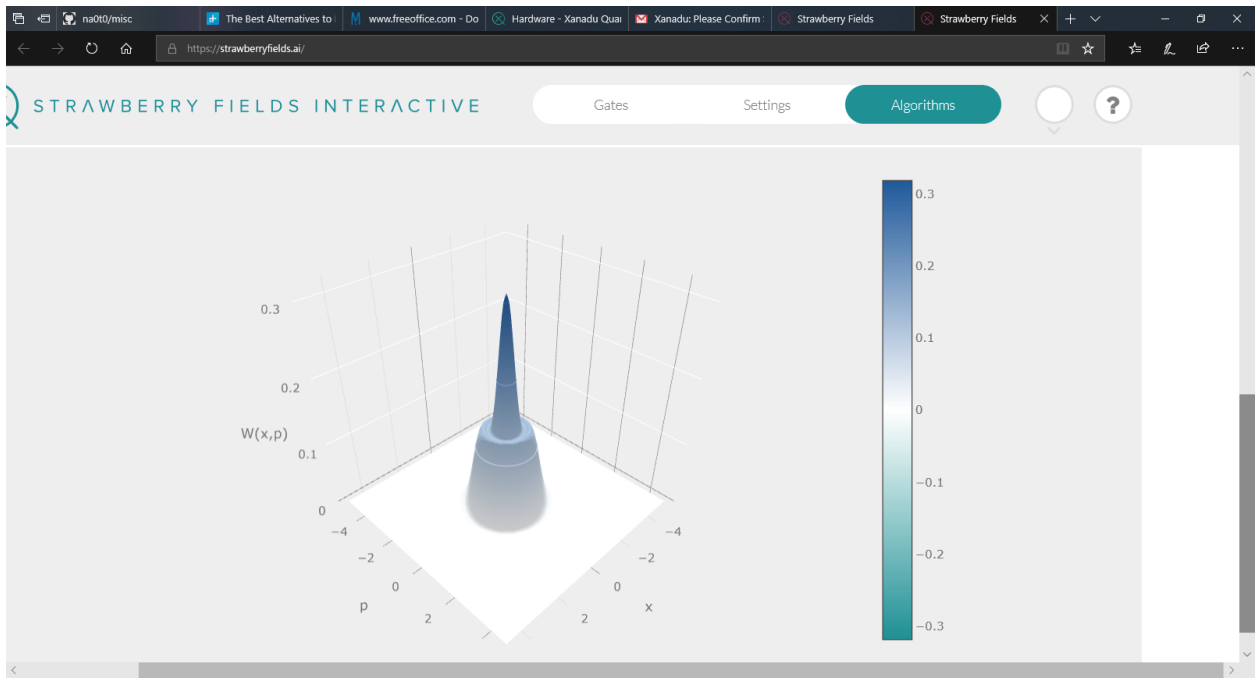 na0t0/misc
The Best Alternatives to
www.freeoffice.com - Do
Hardware - Xanadu Quar
Xanadu: Please Confirm
Strawberry Fields
Strawberry Fields
https://strawberryfields.ai/
STRAWBERRY FIELDS INTERACTIVE
Gates
Settings
Algorithms
?
0.3
0.2
W(x,p)
0.1
0
−4
−2
0
p
2
−4
−2
0
x
2
0.3
0.2
0.1
0
−0.1
−0.2
−0.3